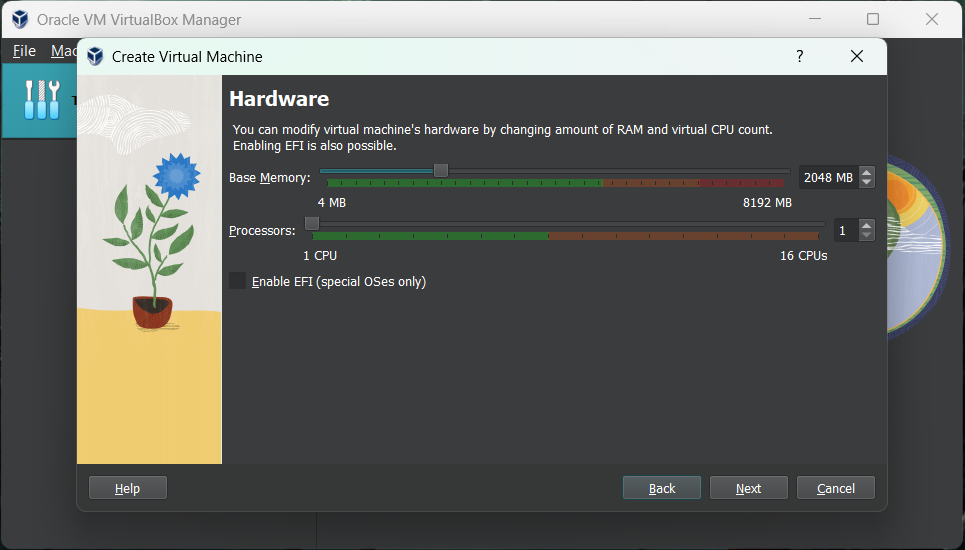 Oracle VM VirtualBox Manager
File
Create Virtual Machine
?
Hardware
You can modify virtual machine's hardware by changing amount of RAM and virtual CPU count.
Enabling EFI is also possible.
Base Memory:
2048 MB
4 MB
8192 MB
Processors:
1
1 CPU
16 CPUs
Enable EFI (special OSes only)
Help
Back
Next
Cancel